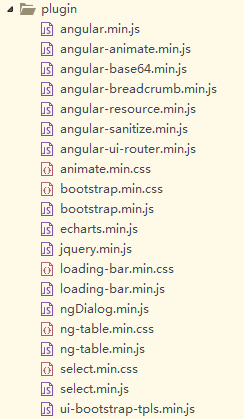 plugin
angular.min.js
angular-animate.min.js
angular-base64.min.js
angular-breadcrumb.min.js
angular-resource.min.js
angular-sanitize.min.js
angular-ui-router.min.js
animate.min.css
bootstrap.min.css
bootstrap.min.js
echarts.min.js
jquery.min.js
loading-bar.min.css
loading-bar.min.js
ngDialog.min.js
ng-table.min.css
ng-table.min.js
select.min.css
select.min.js
ui-bootstrap-tpls.min.js